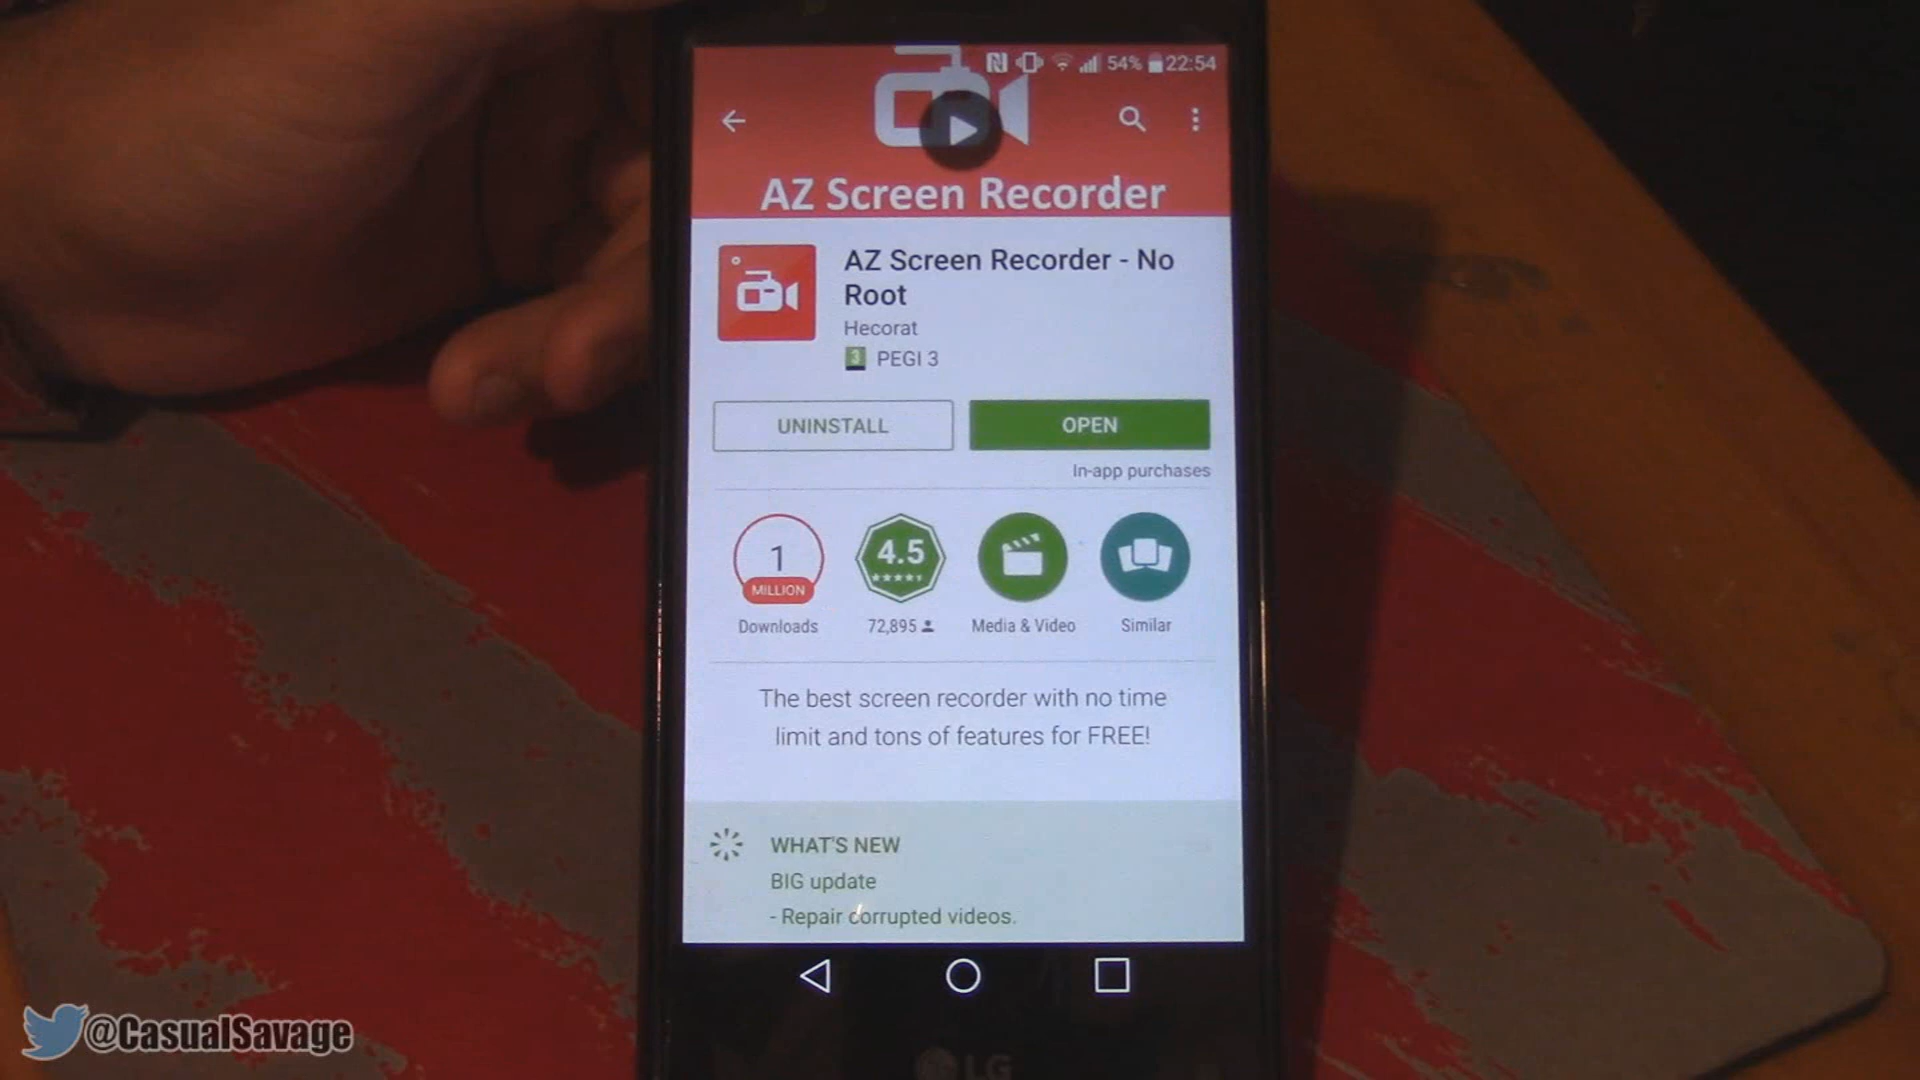 54% 22:54
AZ Screen Recorder
AZ Screen Recorder - No
Root
Hecorat
3 PEGI 3
UNINSTALL OPEN
In-app purchases
1
MILLION
4.5
Downloads 72,895 Media & Video Similar
The best screen recorder with no time
limit and tons of features for FREE!
WHAT'S NEW
BIG update
- Repair corrupted videos.
@CasualSavage
LG